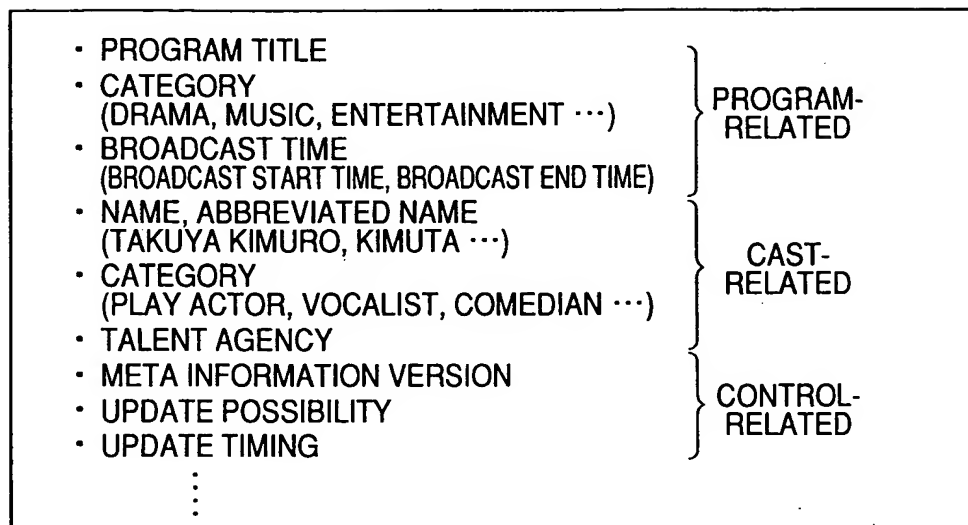 · PROGRAM TITLE
· CATEGORY
(DRAMA, MUSIC, ENTERTAINMENT ···)
· BROADCAST TIME
(BROADCAST START TIME, BROADCAST END TIME)
PROGRAM-
RELATED
· NAME, ABBREVIATED NAME
(TAKUYA KIMURO, KIMUTA ···)
· CATEGORY
(PLAY ACTOR, VOCALIST, COMEDIAN ···)
· TALENT AGENCY
CAST-
RELATED
· META INFORMATION VERSION
· UPDATE POSSIBILITY
· UPDATE TIMING
CONTROL-
RELATED